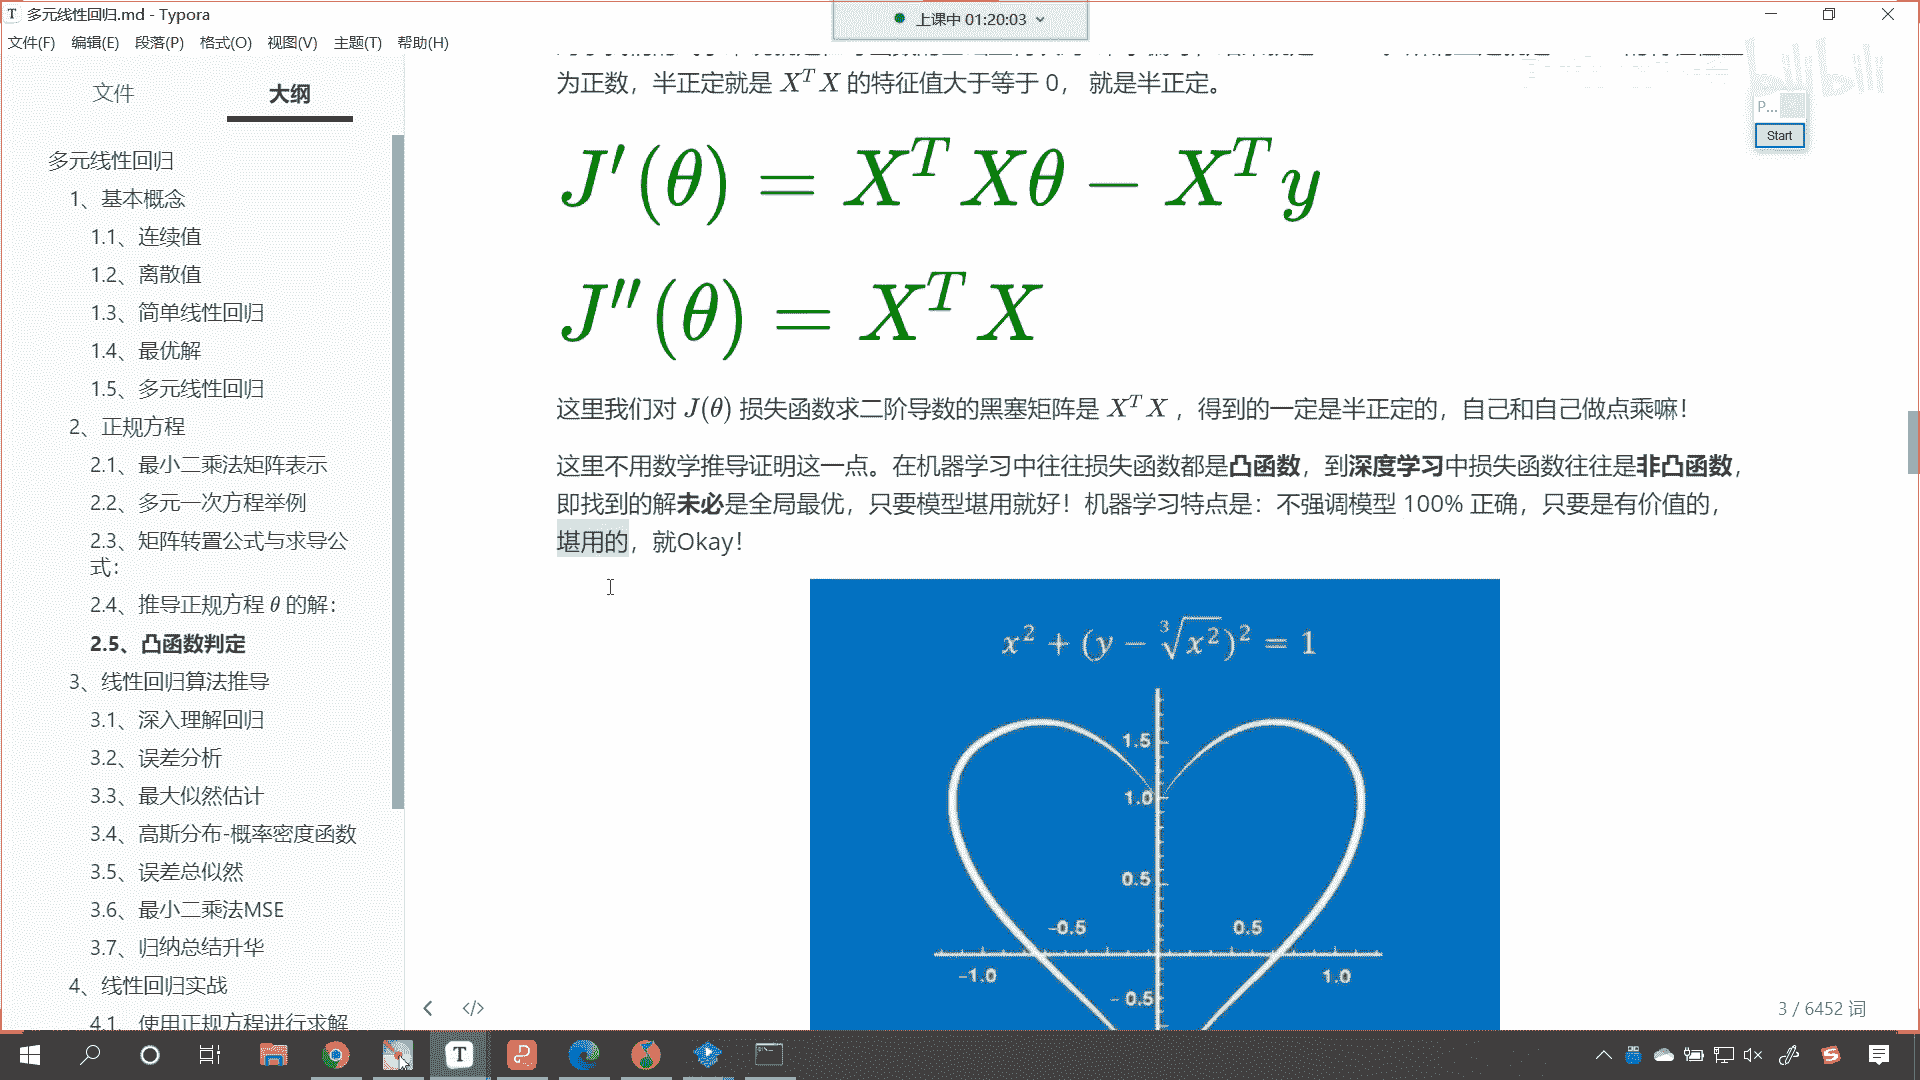 多元线性回归.md - Typora
上课中 01:20:03
文件(F) 编辑(E) 段落(P) 格式(O) 视图(V) 主题(T) 帮助(H)
文件
大纲
多元线性回归
1、基本概念
1.1、连续值
1.2、离散值
1.3、简单线性回归
1.4、最优解
1.5、多元线性回归
2、正规方程
2.1、最小二乘法矩阵表示
2.2、多元一次方程举例
2.3、矩阵转置公式与求导公
式：
2.4、推导正规方程 θ 的解：
2.5、凸函数判定
3、线性回归算法推导
3.1、深入理解回归
3.2、误差分析
3.3、最大似然估计
3.4、高斯分布-概率密度函数
3.5、误差总似然
3.6、最小二乘法MSE
3.7、归纳总结升华
4、线性回归实战
4.1、使用正规方程进行求解
为正数，半正定就是 X^T X 的特征值大于等于 0， 就是半正定。
J′(θ) = X^T Xθ − X^T y
J′′(θ) = X^T X
这里我们对 J(θ) 损失函数求二阶导数的黑塞矩阵是 X^T X ，得到的一定是半正定的，自己和自己做点乘嘛！
这里不用数学推导证明这一点。在机器学习中往往损失函数都是凸函数，到深度学习中损失函数往往是非凸函数，
即找到的解未必是全局最优，只要模型堪用就好！机器学习特点是：不强调模型 100% 正确，只要是有价值的，
堪用的，就Okay！
x² + (y − ∛x²)² = 1
1.5
1.0
0.5
-0.5 0.5
-1.0 1.0
-0.5
bilibili
P...
Start
3 / 6452 词